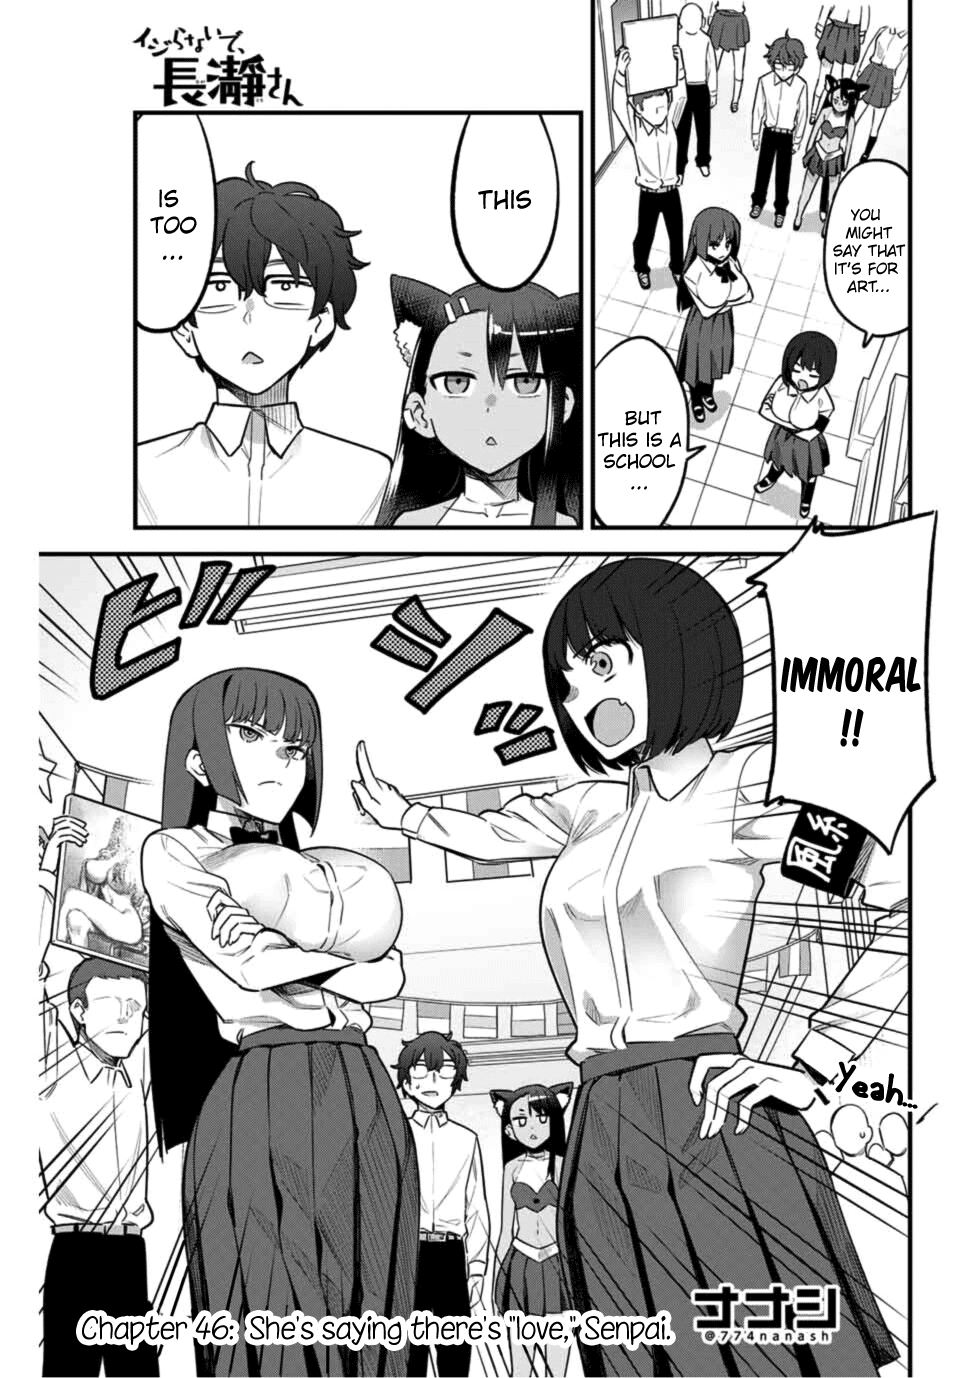 YOU
MIGHT
SAY THAT
IT'S FOR
ART...
BUT
THIS IS A
SCHOOL
...
イジらないで、
長瀞さん
THIS
IS
TOO
...
IMMORAL
!!
ビシッ
風紀
Yeah...
ナナシ
@774nanash
Chapter 46: She's saying there's "love," Senpai.